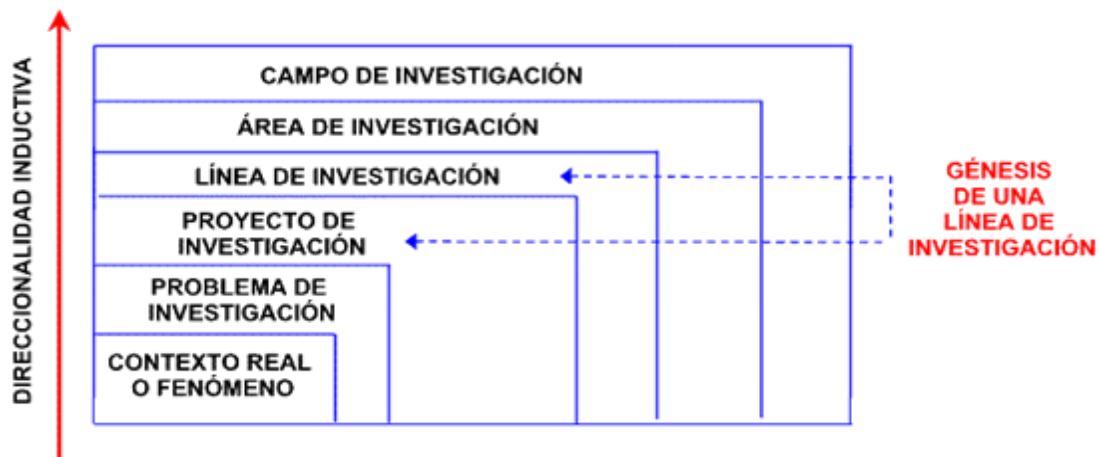 DIRECCIONALIDAD INDUCTIVA
CAMPO DE INVESTIGACIÓN
ÁREA DE INVESTIGACIÓN
LÍNEA DE INVESTIGACIÓN
PROYECTO DE
INVESTIGACIÓN
PROBLEMA DE
INVESTIGACIÓN
CONTEXTO REAL
O FENÓMENO
GÉNESIS
DE UNA
LÍNEA DE
INVESTIGACIÓN